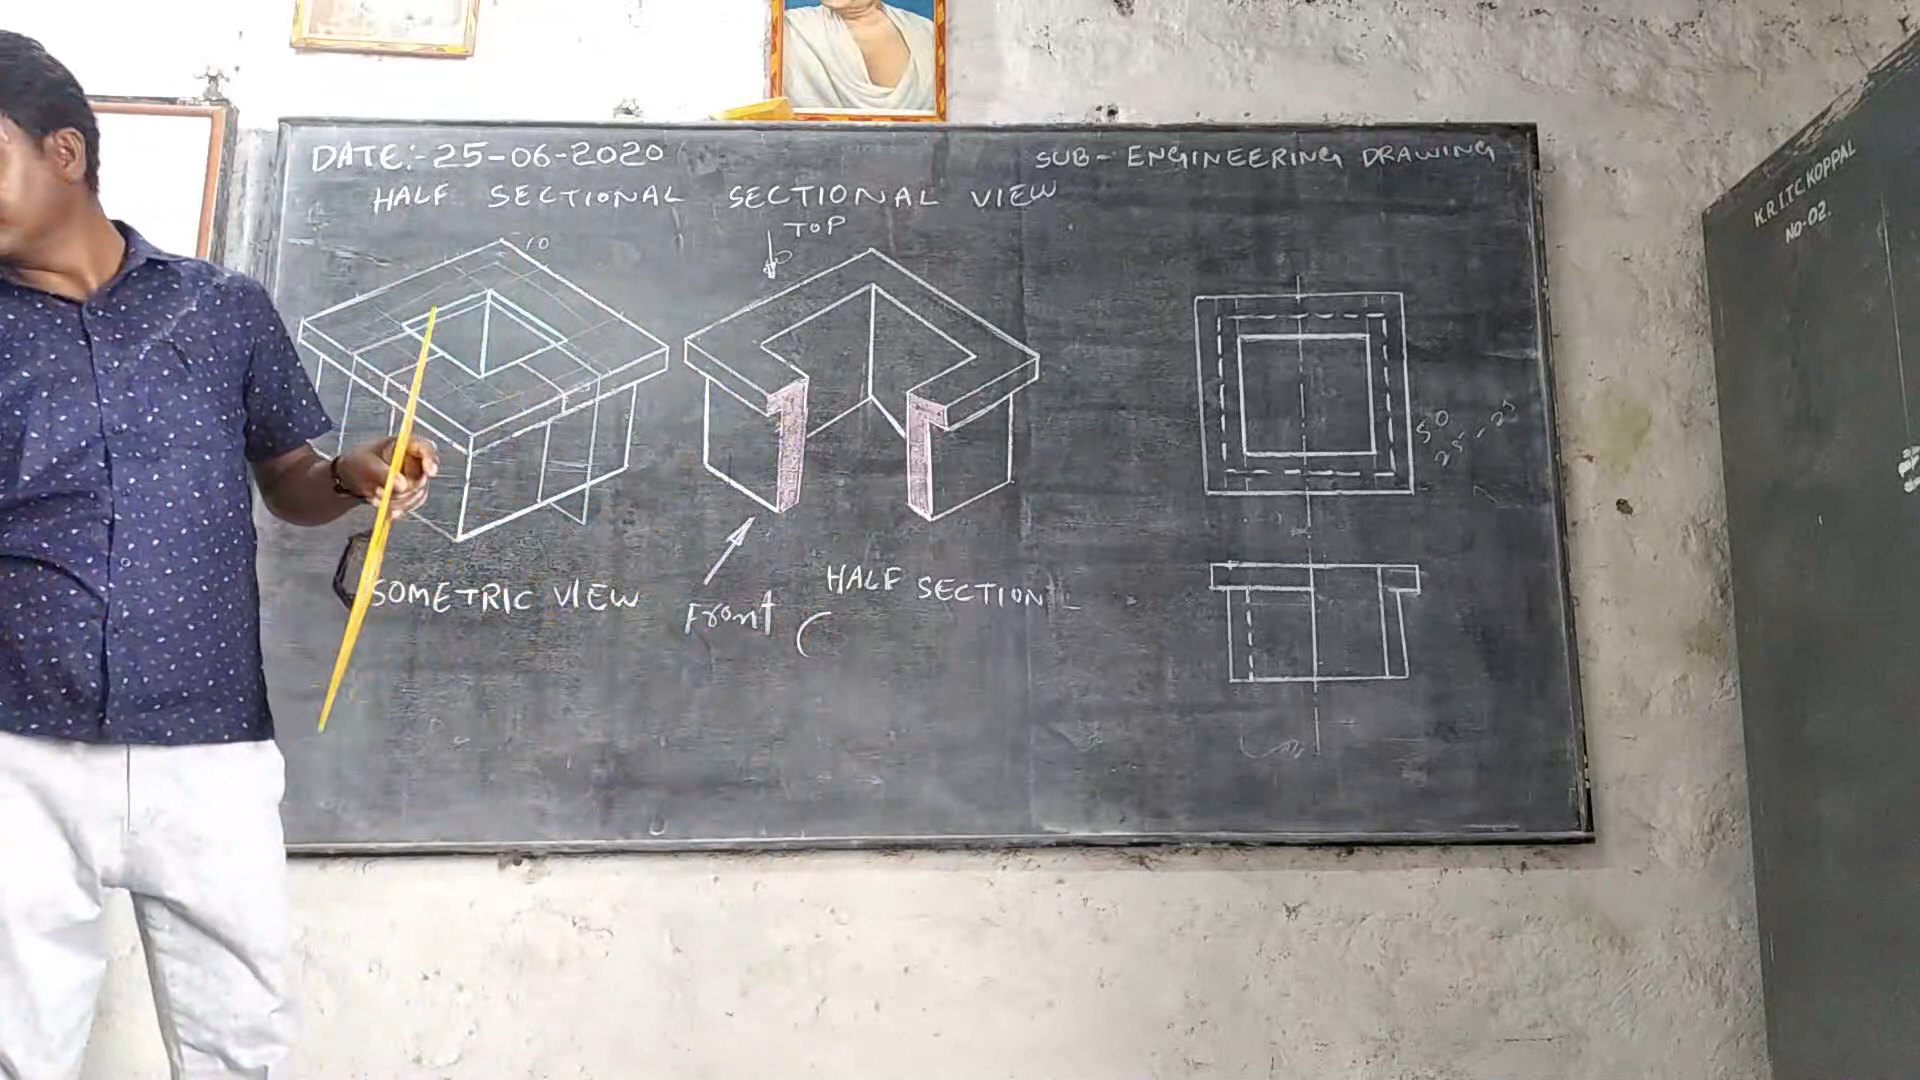 DATE:-25-06-2020
SUB- ENGINEERING DRAWING
HALF SECTIONAL SECTIONAL VIEW
TOP
10
K.R.I.T.C. KOPPAL
NO-02.
50
25
SOMETRIC VIEW
Front
HALF SECTION